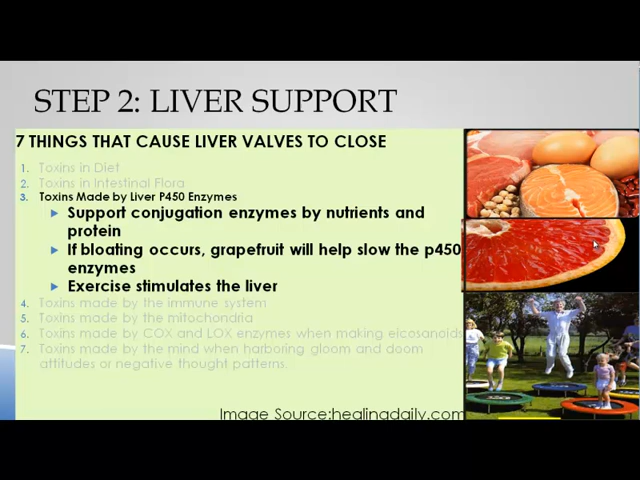 STEP 2: LIVER SUPPORT
7 THINGS THAT CAUSE LIVER VALVES TO CLOSE
1. Toxins in Diet
2. Toxins in Intestinal Flora
3. Toxins Made by Liver P450 Enzymes
Support conjugation enzymes by nutrients and
protein
If bloating occurs, grapefruit will help slow the p450
enzymes
Exercise stimulates the liver
4. Toxins made by the immune system
5. Toxins made by the mitochondria
6. Toxins made by COX and LOX enzymes when making eicosanoids
7. Toxins made by the mind when harboring gloom and doom
attitudes or negative thought patterns.
Image Source:healingdaily.com